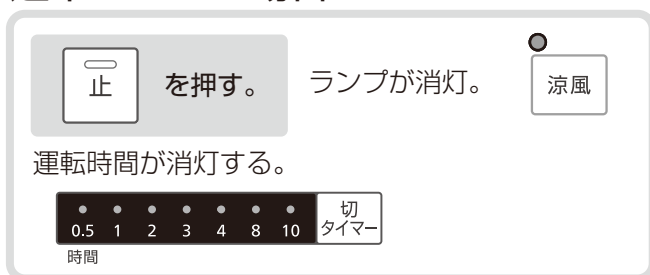 止 を押す。 ランプが消灯。 涼風
運転時間が消灯する。
0.5 1 2 3 4 8 10 切タイマー
時間